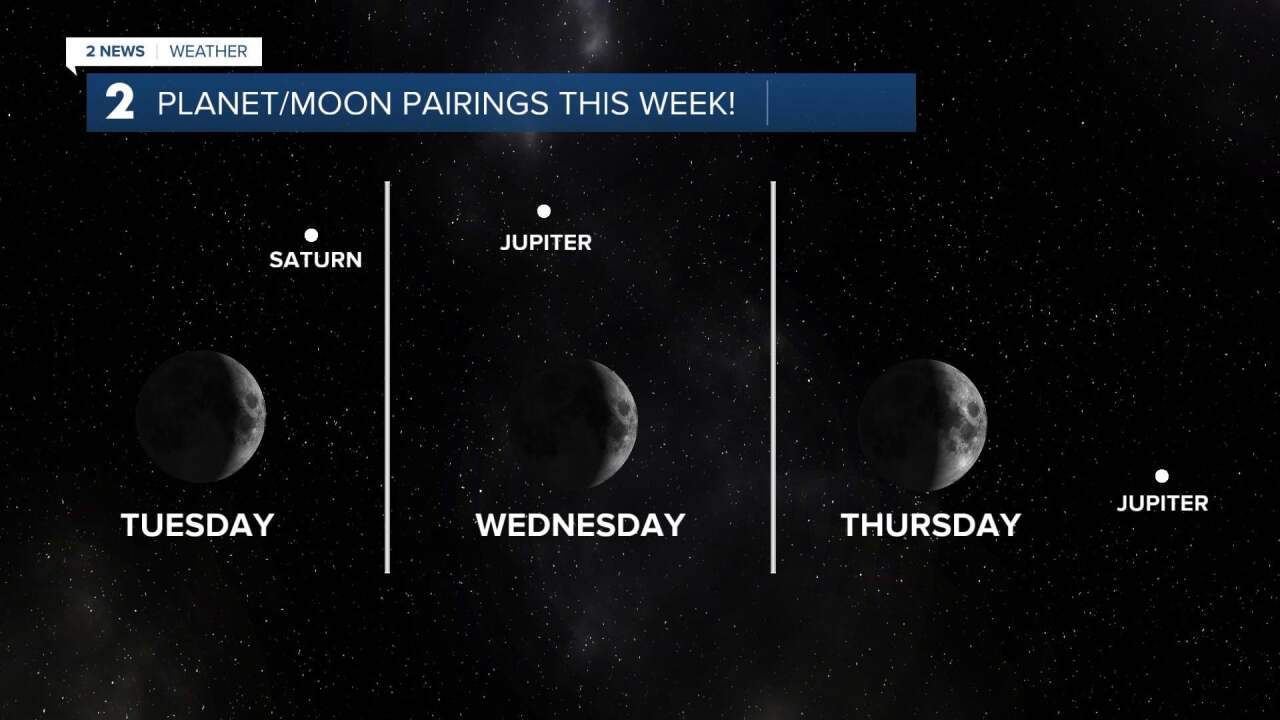 2 NEWS | WEATHER
2 PLANET/MOON PAIRINGS THIS WEEK!
SATURN
JUPITER
TUESDAY
WEDNESDAY
THURSDAY
JUPITER